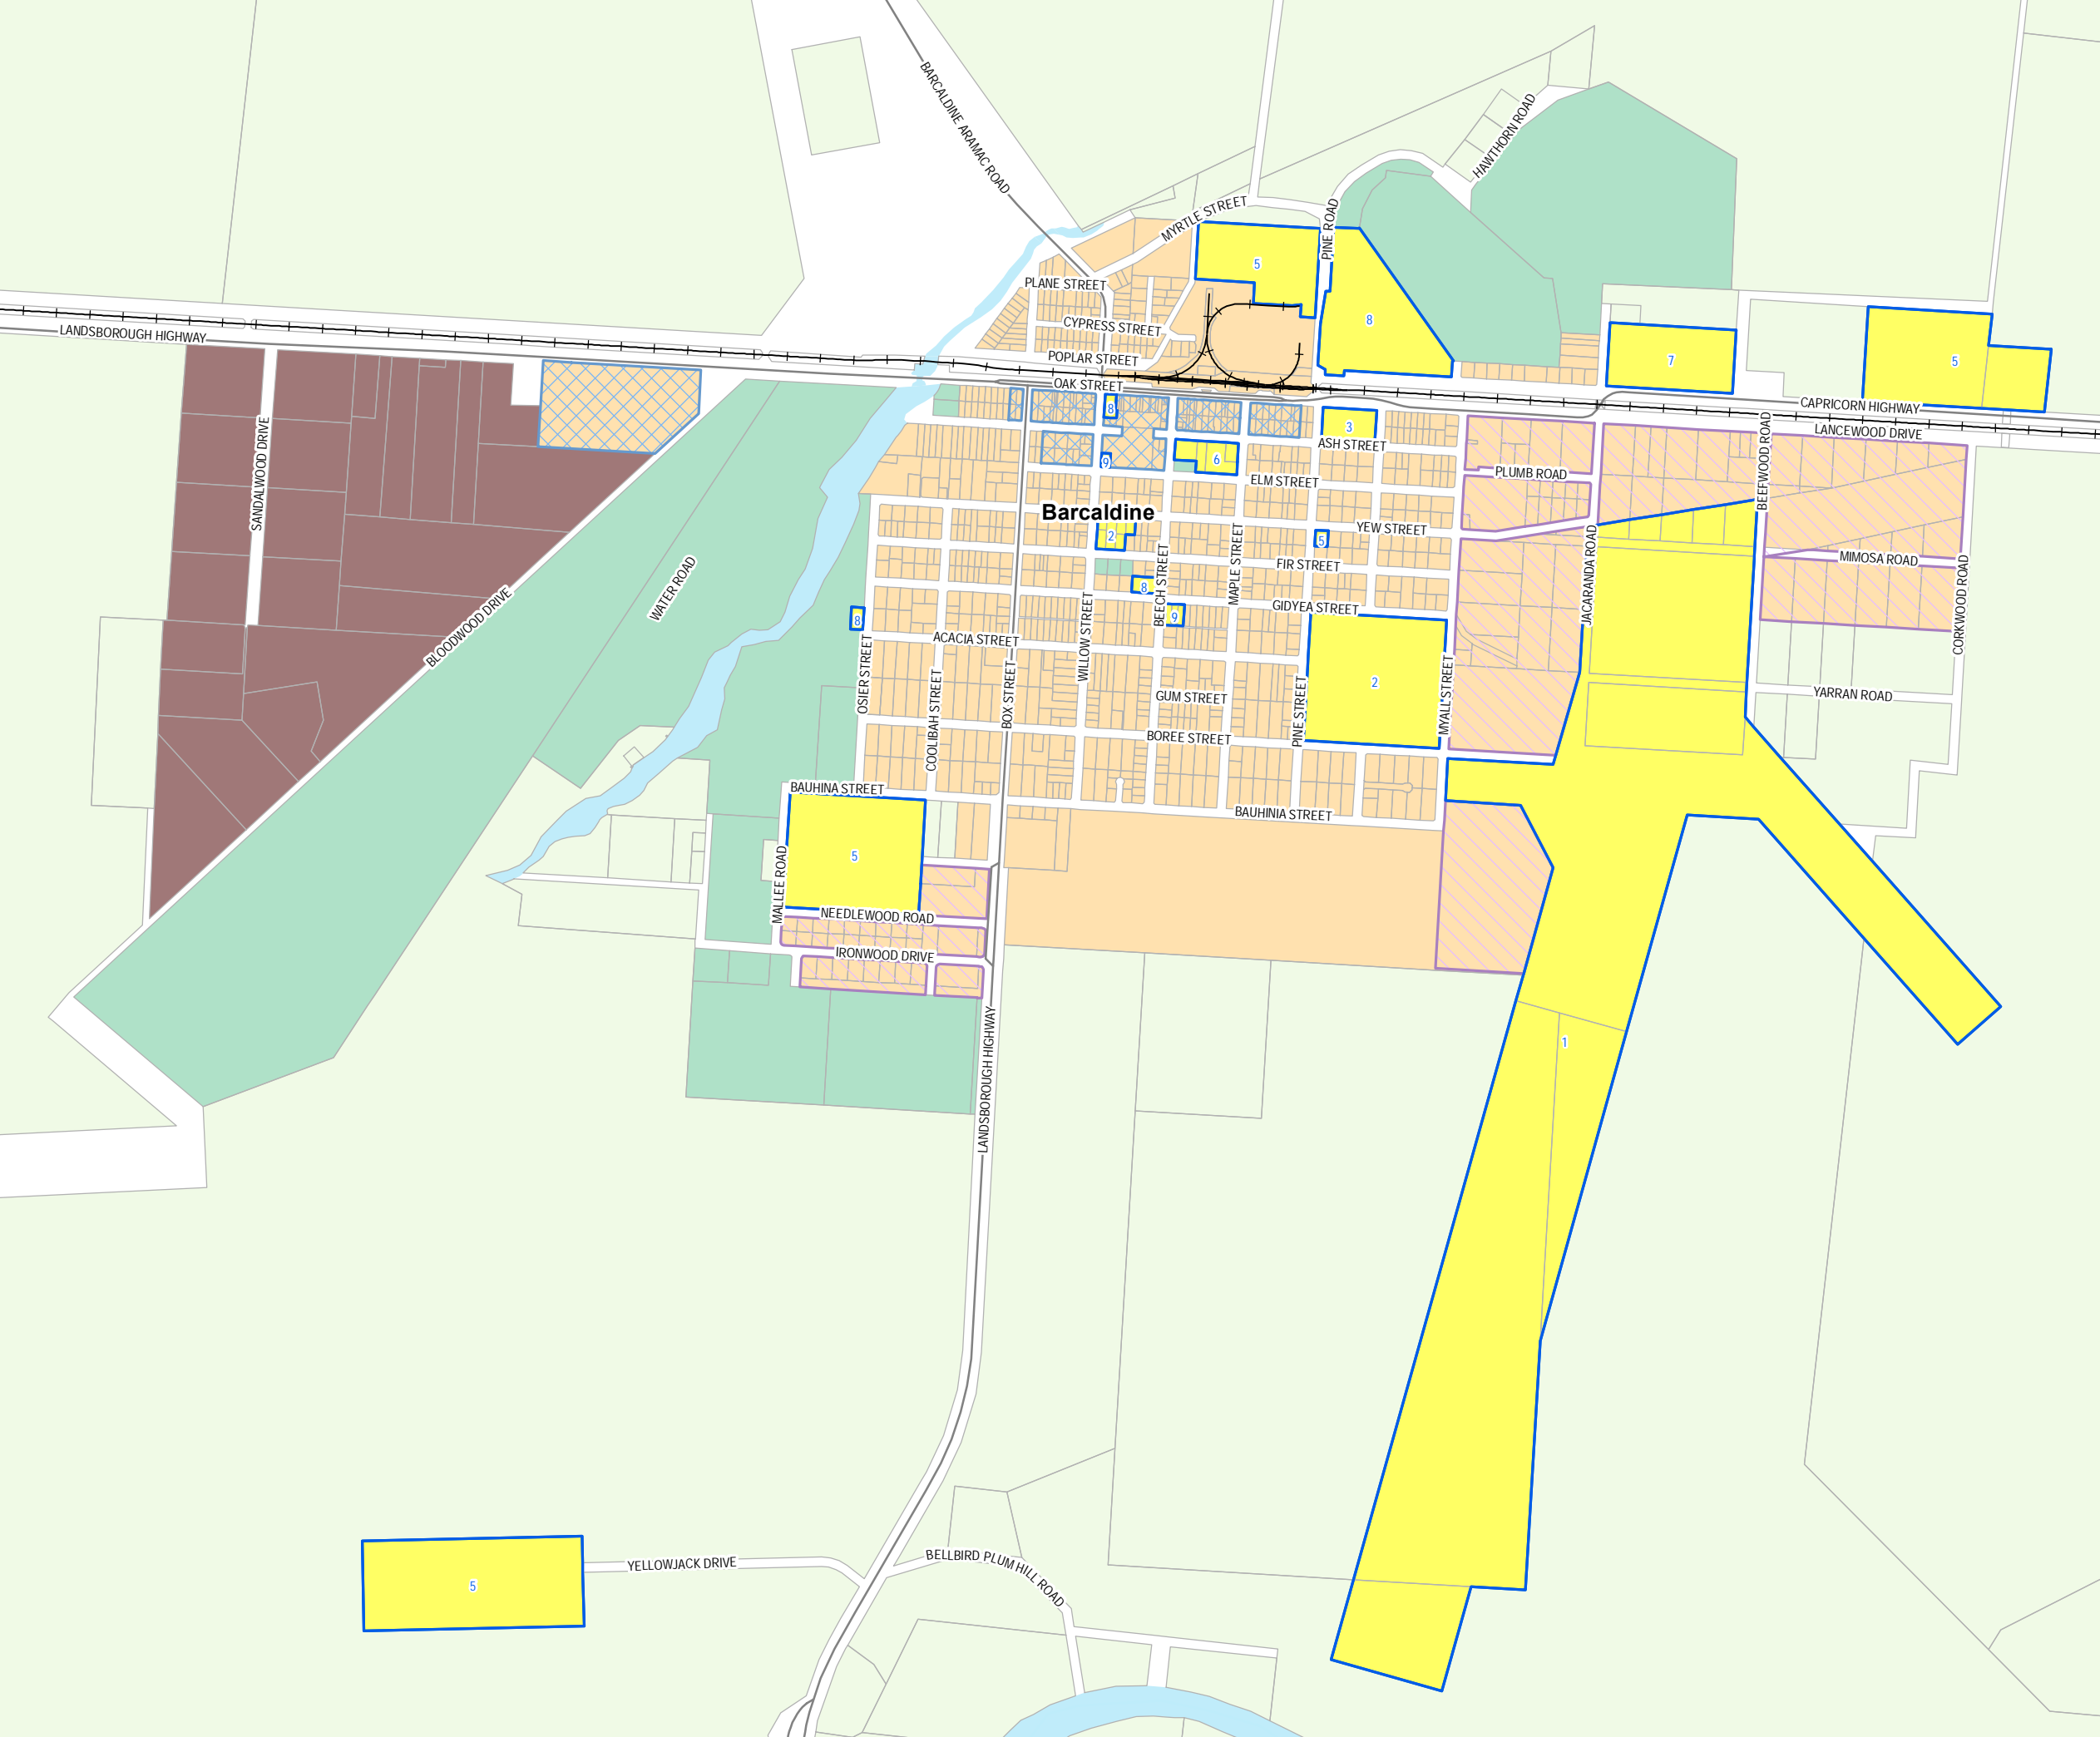 BARCALDINE ARAMAC ROAD
HAWTHORN ROAD
MYRTLE STREET
PINE ROAD
5
PLANE STREET
8
CYPRESS STREET
LANDSBOROUGH HIGHWAY
POPLAR STREET
7
5
OAK STREET
8
CAPRICORN HIGHWAY
3
LANCEWOOD DRIVE
ASH STREET
BEEFWOOD ROAD
SANDALWOOD DRIVE
9
6
PLUMB ROAD
ELM STREET
Barcaldine
YEW STREET
2
5
MIMOSA ROAD
FIR STREET
MAPLE STREET
BEECH STREET
JACARANDA ROAD
CORKWOOD ROAD
WATER ROAD
8
GIDYEA STREET
9
8
BLOODWOOD DRIVE
WILLOW STREET
ACACIA STREET
OSIER STREET
COOLIBAH STREET
BOX STREET
GUM STREET
2
PINE STREET
MYALL STREET
YARRAN ROAD
BOREE STREET
BAUHINA STREET
BAUHINIA STREET
5
MALLEE ROAD
NEEDLEWOOD ROAD
IRONWOOD DRIVE
LANDSBOROUGH HIGHWAY
1
YELLOWJACK DRIVE
BELLBIRD PLUM HILL ROAD
5